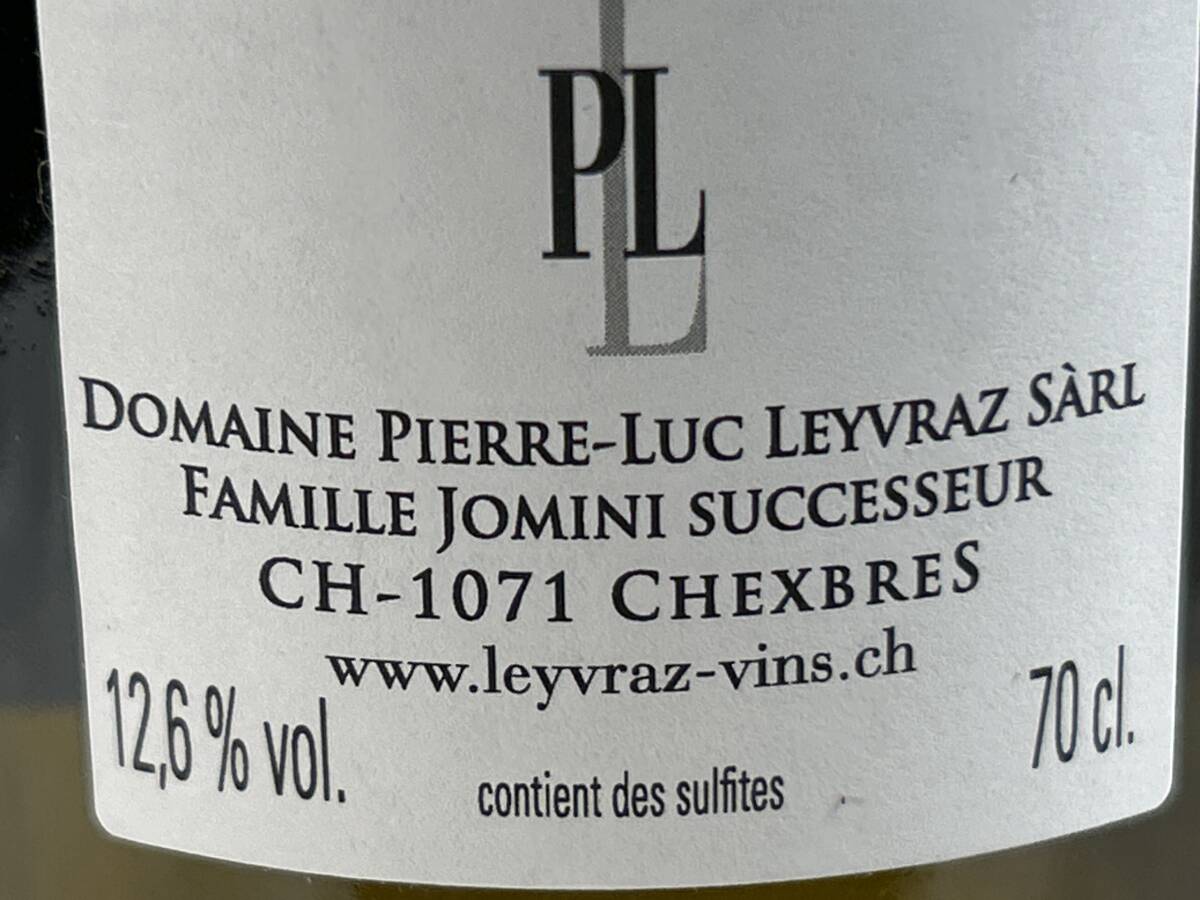 PLL
DOMAINE PIERRE-LUC LEYVRAZ SÀRL
FAMILLE JOMINI SUCCESSEUR
CH-1071 CHEXBRES
www.leyvraz-vins.ch
12,6 % vol.
70 cl.
contient des sulfites